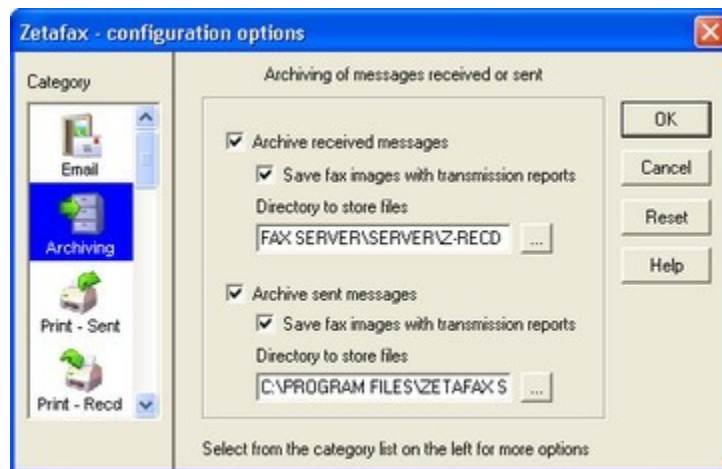 Zetafax - configuration options
Category
Email
Archiving
Print - Sent
Print - Recd
Archiving of messages received or sent
Archive received messages
Save fax images with transmission reports
Directory to store files
FAX SERVER\SERVER\Z-RECD
...
Archive sent messages
Save fax images with transmission reports
Directory to store files
C:\PROGRAM FILES\ZETAFAX S
...
Select from the category list on the left for more options
OK
Cancel
Reset
Help